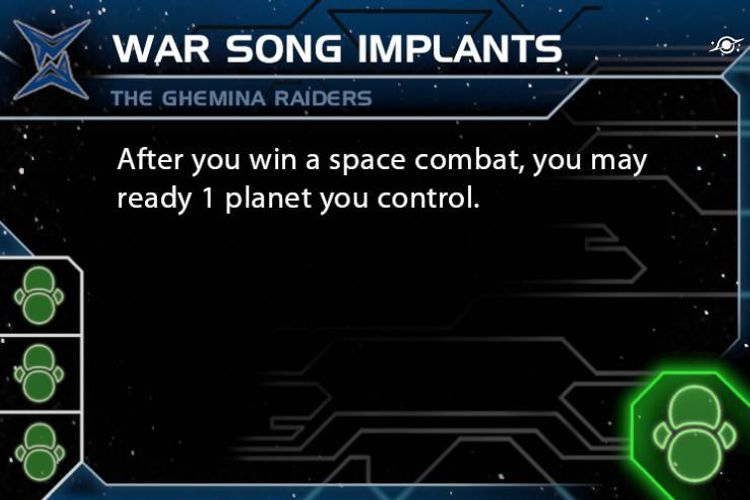 WAR SONG IMPLANTS
THE GHEMINA RAIDERS
After you win a space combat, you may
ready 1 planet you control.